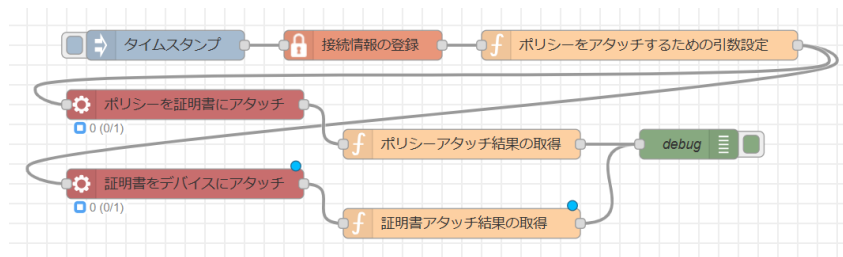 タイムスタンプ
接続情報の登録
ポリシーをアタッチするための引数設定
ポリシーを証明書にアタッチ
0 (0/1)
ポリシーアタッチ結果の取得
debug
証明書をデバイスにアタッチ
0 (0/1)
証明書アタッチ結果の取得